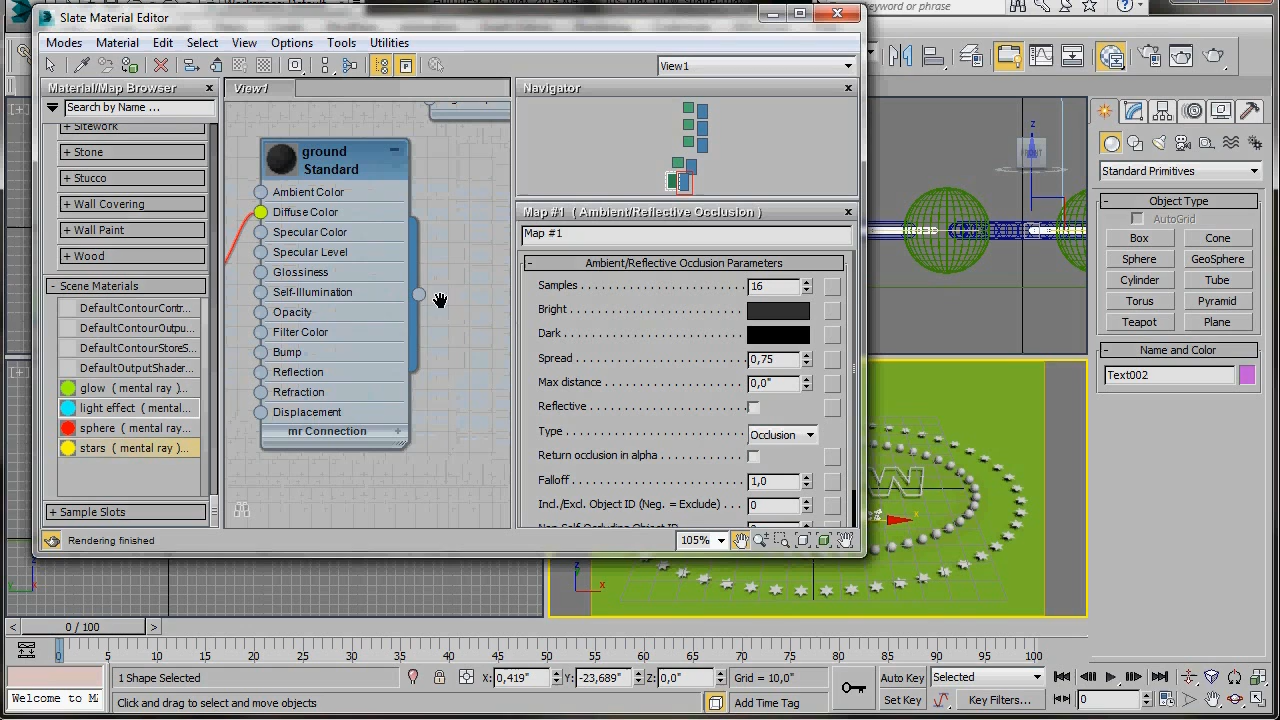 Slate Material Editor
keyword or phrase
Modes Material Edit Select View Options Tools Utilities
View1
Material/Map Browser
View1
Navigator
Search by Name ...
+ Sitework
+ Stone
+ Stucco
+ Wall Covering
+ Wall Paint
+ Wood
- Scene Materials
DefaultContourContr...
DefaultContourOutpu...
DefaultContourStoreS...
DefaultOutputShader...
glow ( mental ray )...
light effect ( mental...
sphere ( mental ray...
stars ( mental ray )...
+ Sample Slots
ground
Standard
Ambient Color
Diffuse Color
Specular Color
Specular Level
Glossiness
Self-Illumination
Opacity
Filter Color
Bump
Reflection
Refraction
Displacement
mr Connection +
Map #1 ( Ambient/Reflective Occlusion )
Map #1
- Ambient/Reflective Occlusion Parameters
Samples 16
Bright
Dark
Spread 0,75
Max distance 0,0"
Reflective
Type Occlusion
Return occlusion in alpha
Falloff 1,0
Incl./Excl. Object ID (Neg. = Exclude) 0
Rendering finished
105%
z
FRONT
[+]
[+]
Standard Primitives
- Object Type
AutoGrid
Box Cone
Sphere GeoSphere
Cylinder Tube
Torus Pyramid
Teapot Plane
- Name and Color
Text002
x
z
x
z
x
< 0 / 100 >
0 5 10 15 20 25 30 35 40 45 50 55 60 65 70 75 80 85 90 95 100
1 Shape Selected
X: 0,419" Y: -23,689" Z: 0,0" Grid = 10,0"
Auto Key Selected
Welcome to M
Click and drag to select and move objects
Add Time Tag
Set Key Key Filters...
0